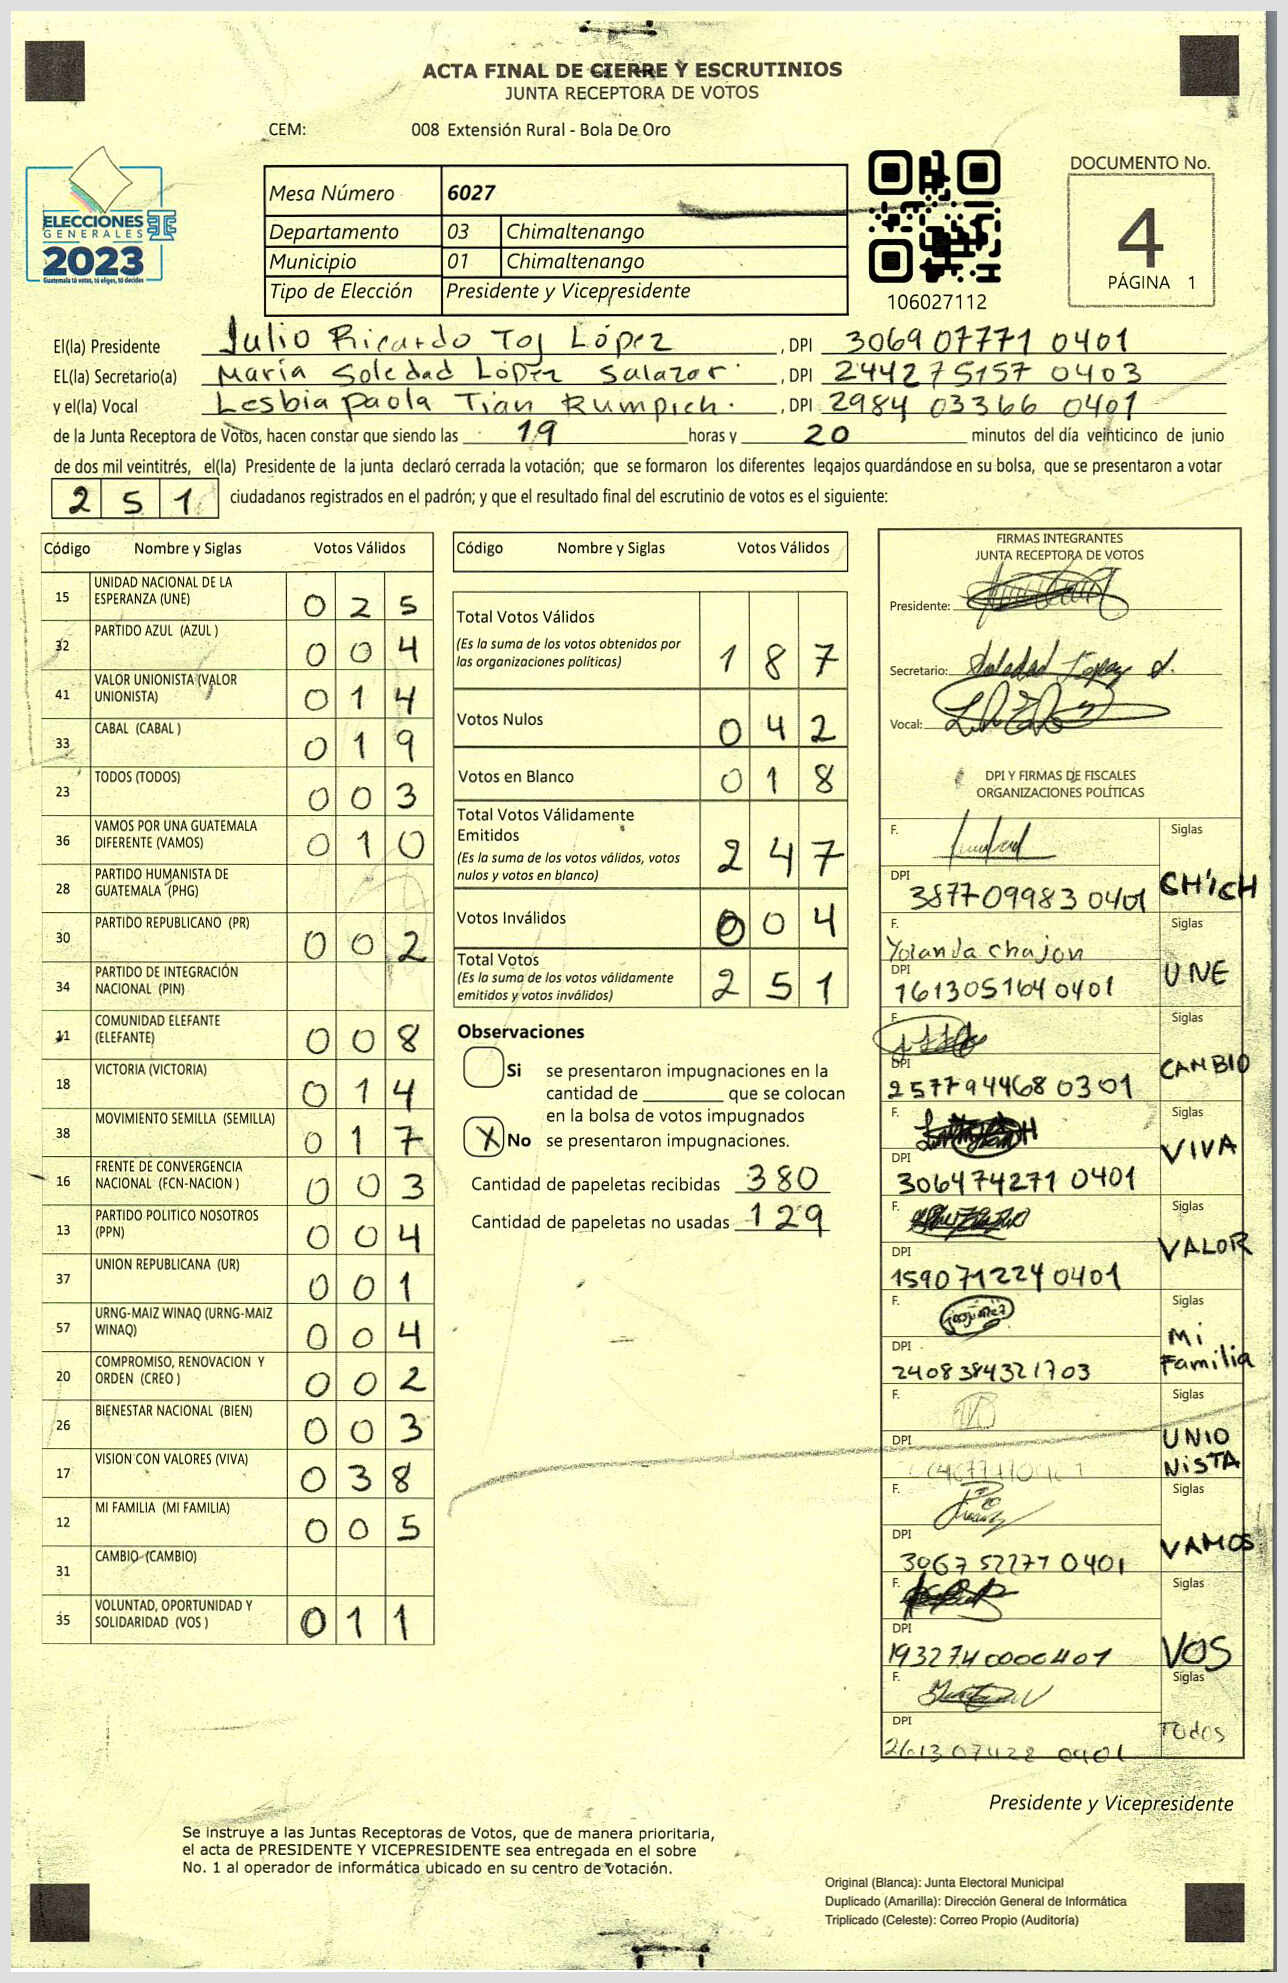 ACTA FINAL DE CIERRE Y ESCRUTINIOS
JUNTA RECEPTORA DE VOTOS
CEM: 008 Extensión Rural - Bola De Oro
ELECCIONES
GENERALES
2023
Guatemala tú votas, tú eliges, tú decides
Mesa Número 6027
Departamento 03 Chimaltenango
Municipio 01 Chimaltenango
Tipo de Elección Presidente y Vicepresidente
106027112
DOCUMENTO No.
4
PÁGINA 1
El(la) Presidente Julio Ricardo Toj López , DPI 306907771 0401
EL(la) Secretario(a) María Soledad López Salazar. , DPI 244275157 0403
y el(la) Vocal Lesbia Paola Tian Rumpich. , DPI 2984 03366 0401
de la Junta Receptora de Votos, hacen constar que siendo las 19 horas y 20 minutos del día veinticinco de junio
de dos mil veintitrés, el(la) Presidente de la junta declaró cerrada la votación; que se formaron los diferentes legajos guardándose en su bolsa, que se presentaron a votar
2 5 1 ciudadanos registrados en el padrón; y que el resultado final del escrutinio de votos es el siguiente:
Código Nombre y Siglas Votos Válidos
15 UNIDAD NACIONAL DE LA ESPERANZA (UNE) 0 2 5
32 PARTIDO AZUL (AZUL ) 0 0 4
41 VALOR UNIONISTA (VALOR UNIONISTA) 0 1 4
33 CABAL (CABAL ) 0 1 9
23 TODOS (TODOS) 0 0 3
36 VAMOS POR UNA GUATEMALA DIFERENTE (VAMOS) 0 1 0
28 PARTIDO HUMANISTA DE GUATEMALA (PHG)
30 PARTIDO REPUBLICANO (PR) 0 0 2
34 PARTIDO DE INTEGRACIÓN NACIONAL (PIN)
11 COMUNIDAD ELEFANTE (ELEFANTE) 0 0 8
18 VICTORIA (VICTORIA) 0 1 4
38 MOVIMIENTO SEMILLA (SEMILLA) 0 1 7
16 FRENTE DE CONVERGENCIA NACIONAL (FCN-NACION ) 0 0 3
13 PARTIDO POLITICO NOSOTROS (PPN) 0 0 4
37 UNION REPUBLICANA (UR) 0 0 1
57 URNG-MAIZ WINAQ (URNG-MAIZ WINAQ) 0 0 4
20 COMPROMISO, RENOVACION Y ORDEN (CREO ) 0 0 2
26 BIENESTAR NACIONAL (BIEN) 0 0 3
17 VISION CON VALORES (VIVA) 0 3 8
12 MI FAMILIA (MI FAMILIA) 0 0 5
31 CAMBIO (CAMBIO)
35 VOLUNTAD, OPORTUNIDAD Y SOLIDARIDAD (VOS ) 0 1 1
Código Nombre y Siglas Votos Válidos
Total Votos Válidos
(Es la suma de los votos obtenidos por
las organizaciones políticas) 1 8 7
Votos Nulos 0 4 2
Votos en Blanco 0 1 8
Total Votos Válidamente
Emitidos
(Es la suma de los votos válidos, votos
nulos y votos en blanco) 2 4 7
Votos Inválidos 0 0 4
Total Votos
(Es la suma de los votos válidamente
emitidos y votos inválidos) 2 5 1
Observaciones
Si se presentaron impugnaciones en la
cantidad de ________ que se colocan
en la bolsa de votos impugnados
X No se presentaron impugnaciones.
Cantidad de papeletas recibidas 380
Cantidad de papeletas no usadas 129
FIRMAS INTEGRANTES
JUNTA RECEPTORA DE VOTOS
Presidente:
Secretario: Soledad Lopez S.
Vocal:
DPI Y FIRMAS DE FISCALES
ORGANIZACIONES POLÍTICAS
F. Siglas
DPI 387709983 0401 CH'ICH
F. Yolanda Chajon Siglas
DPI 161305164 0401 UNE
F. Siglas
DPI 257794468 0301 CAMBIO
F. Siglas
DPI 306474271 0401 VIVA
F. Siglas
DPI 159071224 0401 VALOR
F. Siglas
DPI 2408384321703 Mi Familia
F. Siglas
DPI UNIONISTA
F. Siglas
DPI 306752271 0401 VAMOS
F. Siglas
DPI 1932740000401 VOS
F. Siglas
DPI 261307428 0401 Todos
Presidente y Vicepresidente
Se instruye a las Juntas Receptoras de Votos, que de manera prioritaria,
el acta de PRESIDENTE Y VICEPRESIDENTE sea entregada en el sobre
No. 1 al operador de informática ubicado en su centro de votación.
Original (Blanca): Junta Electoral Municipal
Duplicado (Amarilla): Dirección General de Informática
Triplicado (Celeste): Correo Propio (Auditoría)